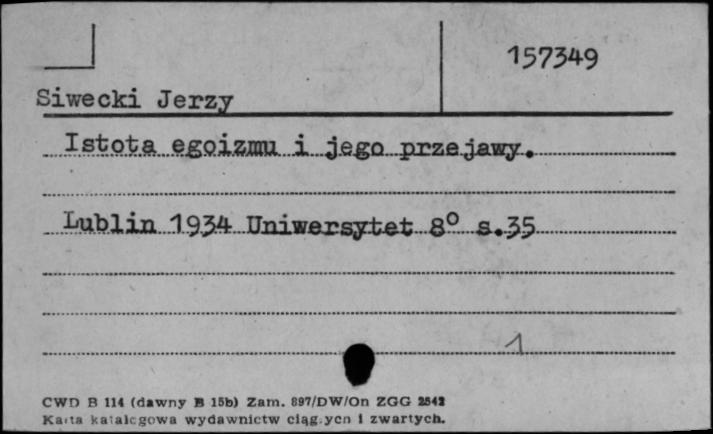 157349
Siwecki Jerzy
Istota egoizmu i jego przejawy.
Lublin 1934 Uniwersytet 8° s.35
1
CWD B 114 (dawny B 15b) Zam. 897/DW/On ZGG 2542
Karta katalogowa wydawnictw ciągłych i zwartych.